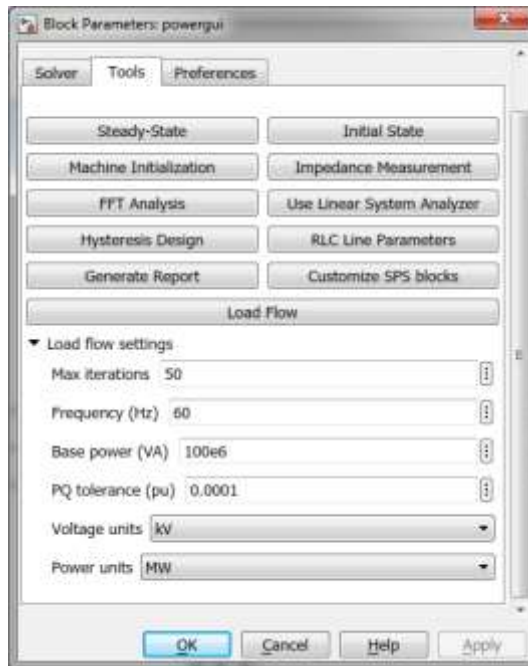 Block Parameters: powergui
Solver Tools Preferences
Steady-State Initial State
Machine Initialization Impedance Measurement
FFT Analysis Use Linear System Analyzer
Hysteresis Design RLC Line Parameters
Generate Report Customize SPS blocks
Load Flow
Load flow settings
Max iterations 50
Frequency (Hz) 60
Base power (VA) 100e6
PQ tolerance (pu) 0.0001
Voltage units kV
Power units MW
OK Cancel Help Apply